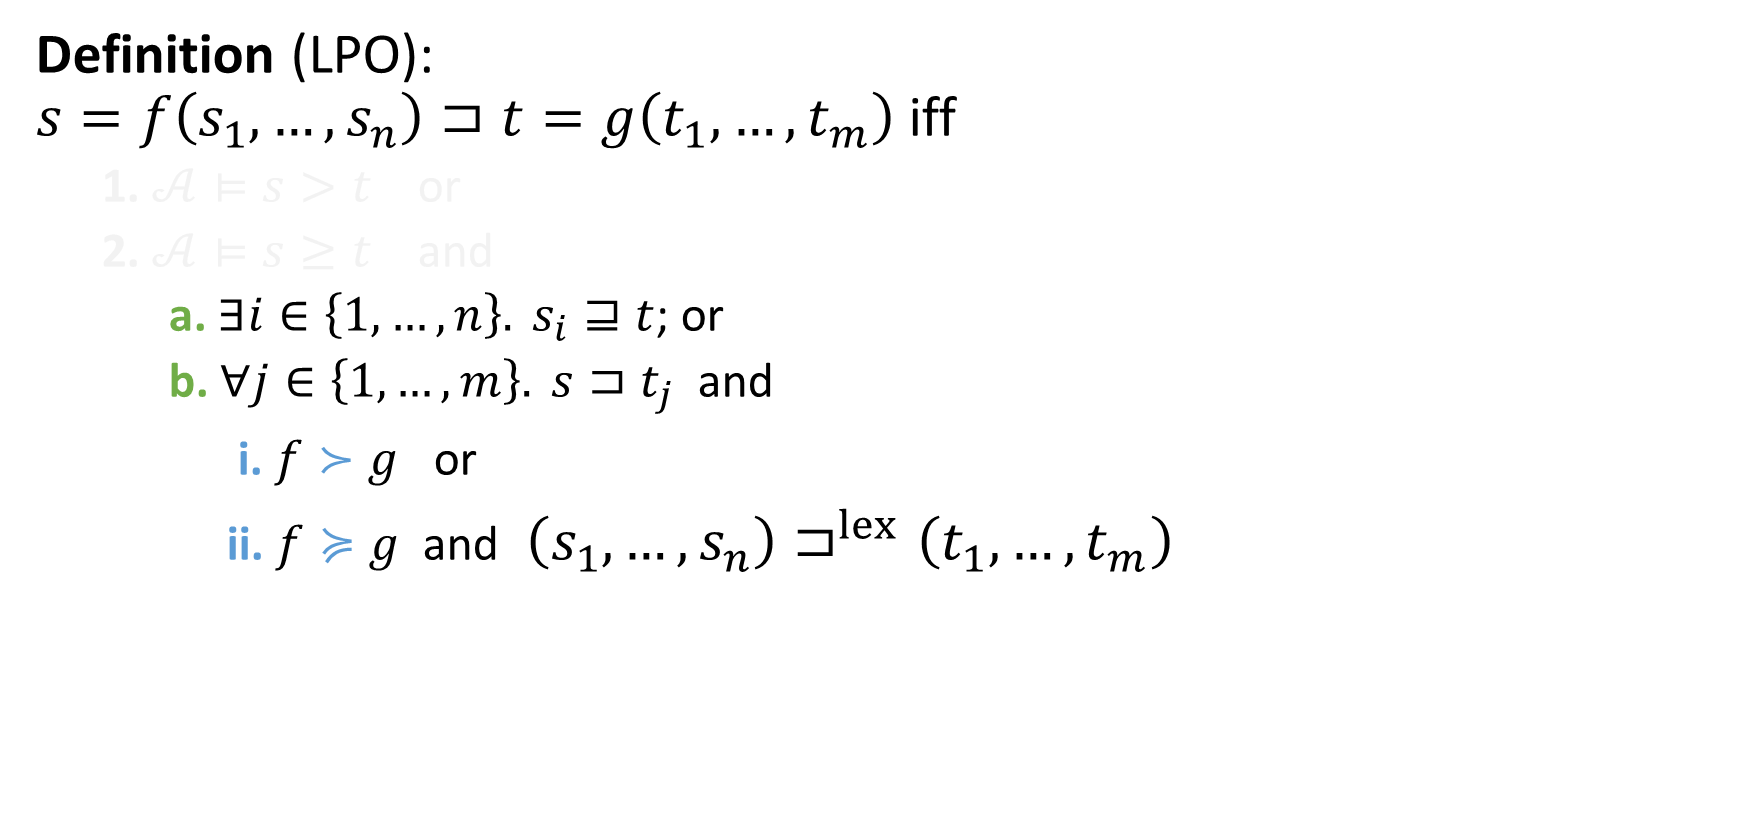 Definition (LPO):
s = f(s₁, … , sₙ) ⊐ t = g(t₁, … , tₘ) iff
1. 𝒜 ⊨ s > t or
2. 𝒜 ⊨ s ≥ t and
a. ∃i ∈ {1, … , n}. sᵢ ⊒ t; or
b. ∀j ∈ {1, … , m}. s ⊐ tⱼ and
i. f ≻ g or
ii. f ≽ g and (s₁, … , sₙ) ⊐ˡᵉˣ (t₁, … , tₘ)